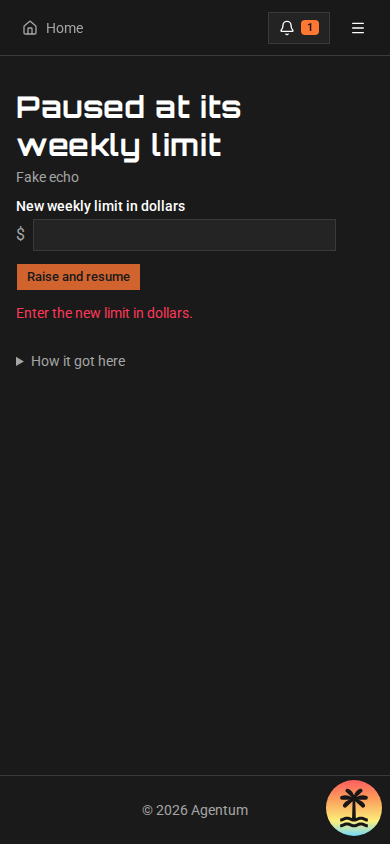 Home
1
Paused at its
weekly limit
Fake echo
New weekly limit in dollars
$
Raise and resume
Enter the new limit in dollars.
How it got here
© 2026 Agentum